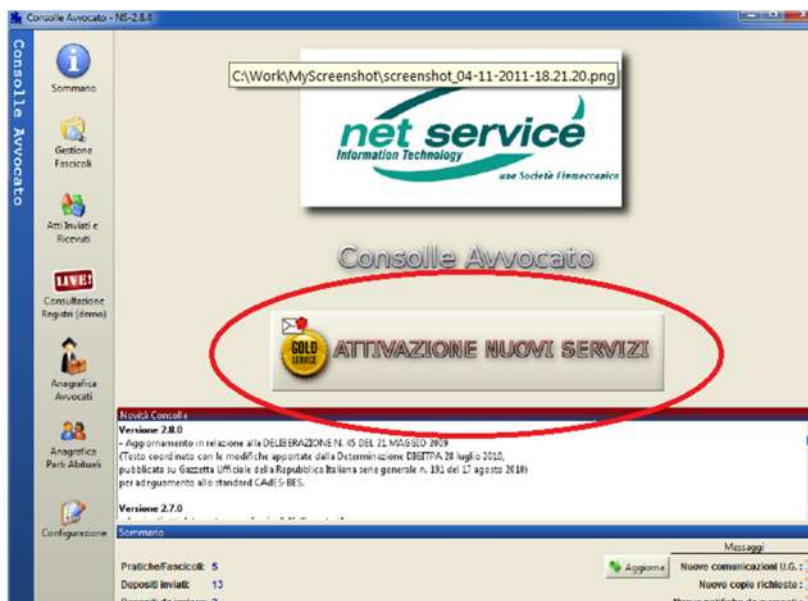 Consolle Avvocato - NS-2.8.4
Consolle Avvocato
Sommario
Gestione
Fascicoli
Atti Inviati e
Ricevuti
LIVE!
Consultazione
Registri (demo)
Anagrafica
Avvocati
Anagrafica
Parti Abituali
Configurazione
C:\Work\MyScreenshot\screenshot_04-11-2011-18.21.20.png
net service
Information Technology
una Società Finmeccanica
Consolle Avvocato
GOLD
SERVICE
ATTIVAZIONE NUOVI SERVIZI
Novità Consolle
Versione 2.8.0
- Aggiornamento in relazione alla DELIBERAZIONE N. 45 DEL 21 MAGGIO 2009
(Testo coordinato con le modifiche apportate dalla Determinazione DIGITPA 28 luglio 2010,
pubblicata su Gazzetta Ufficiale della Repubblica Italiana serie generale n. 191 del 17 agosto 2010)
per adeguamento allo standard CAdES-BES.
Versione 2.7.0
Sommario
Messaggi
Pratiche/Fascicoli: 5
Aggiorna
Nuove comunicazioni U.G. :
Depositi inviati: 13
Nuove copie richieste :